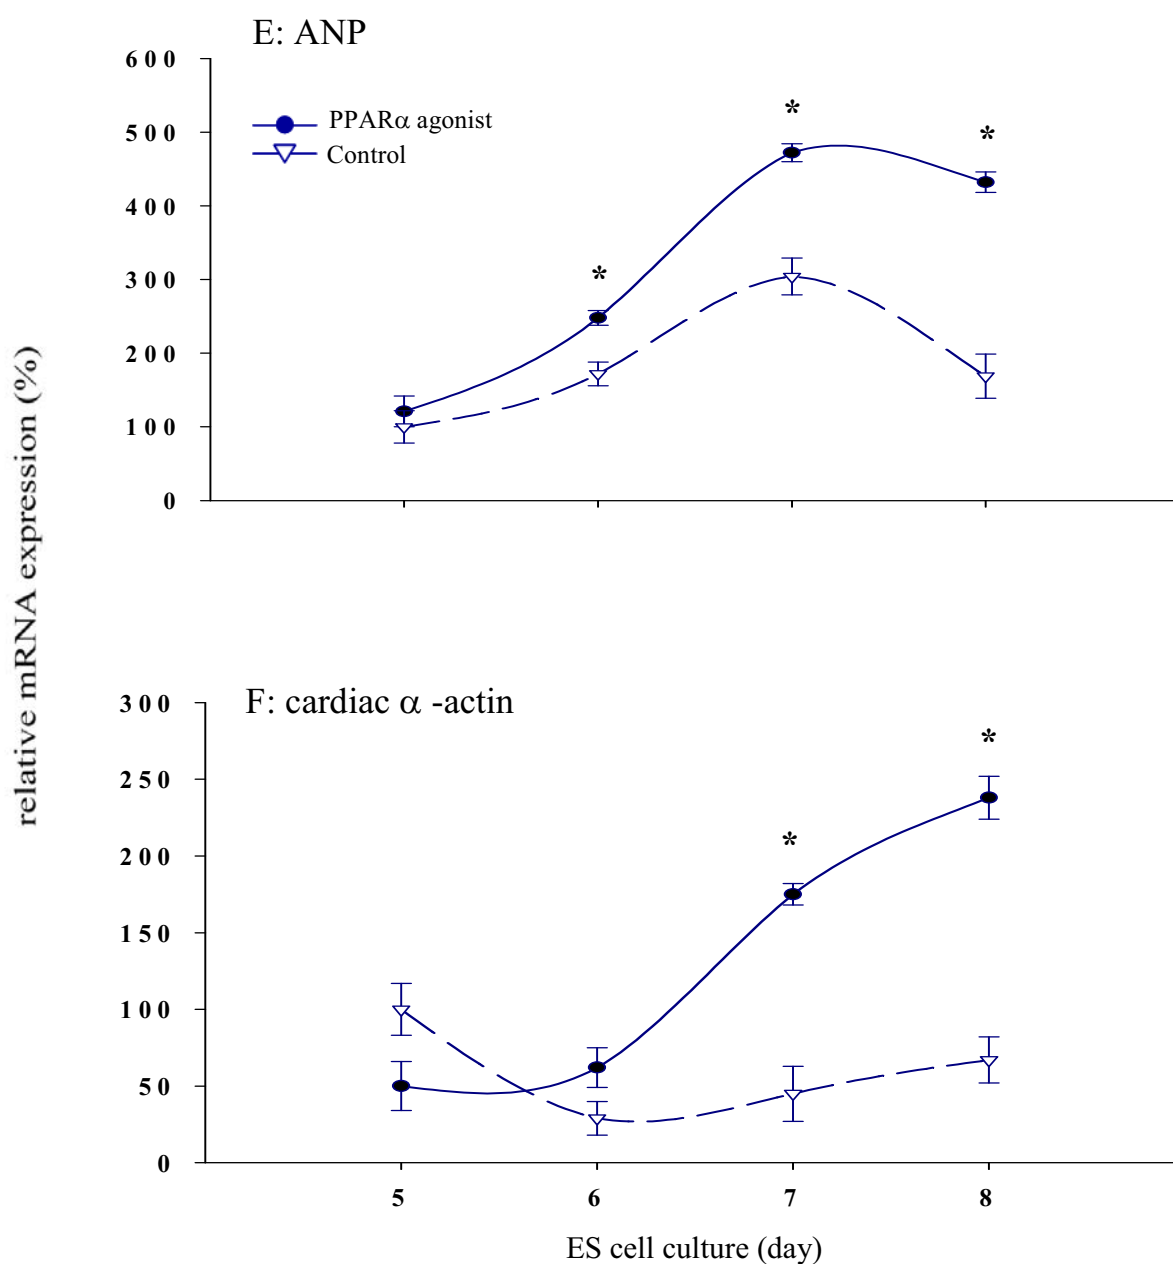 E: ANP
600
500
400
300
200
100
0
PPARα agonist
Control
*
*
*
relative mRNA expression (%)
F: cardiac α -actin
300
250
200
150
100
50
0
*
*
5 6 7 8
ES cell culture (day)